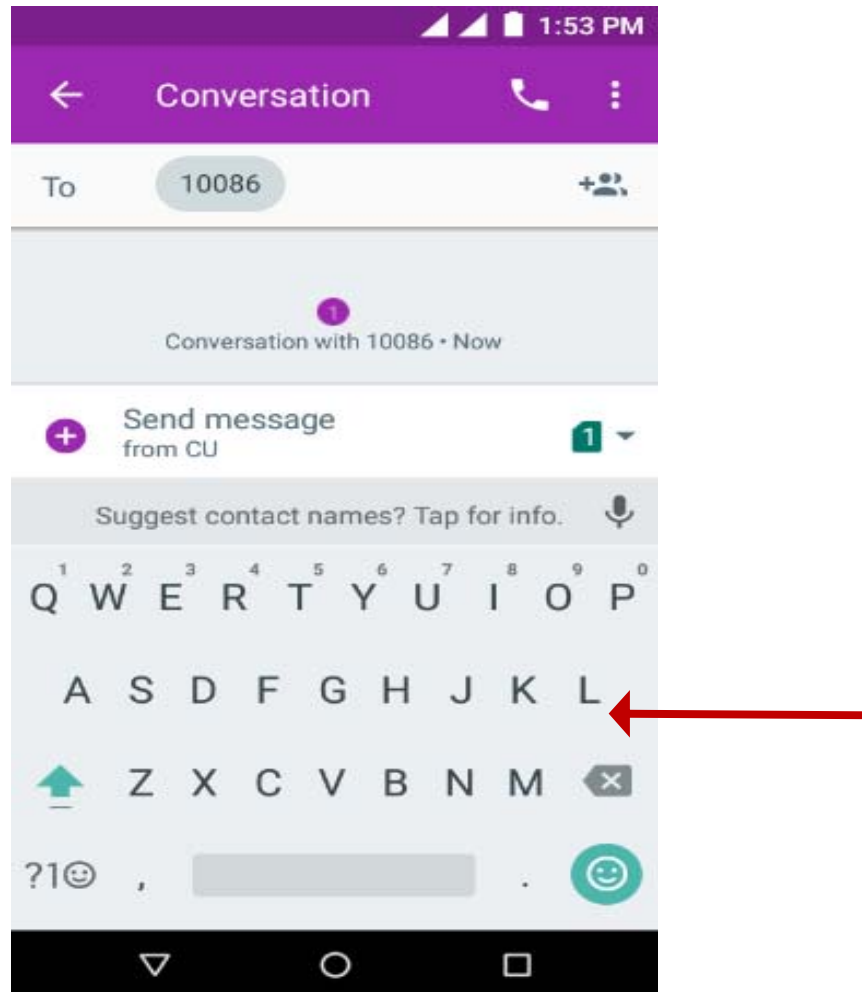 1:53 PM
Conversation
To 10086
1
Conversation with 10086 • Now
Send message
from CU
1
Suggest contact names? Tap for info.
1 2 3 4 5 6 7 8 9 0
Q W E R T Y U I O P
A S D F G H J K L
Z X C V B N M
?1☺ , .